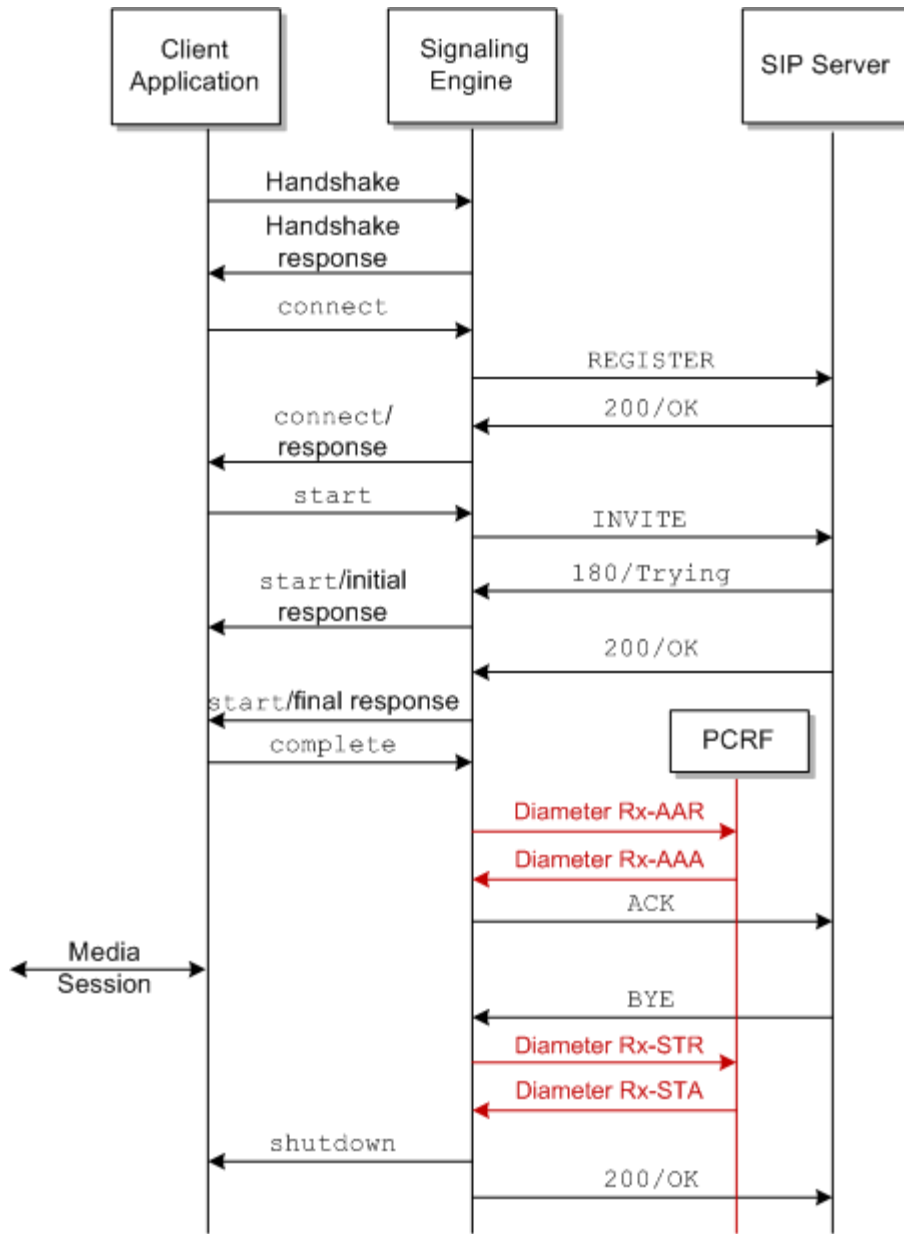 Client
Application
Signaling
Engine
SIP Server
Handshake
Handshake
response
connect
REGISTER
200/OK
connect/
response
start
INVITE
180/Trying
start/initial
response
200/OK
start/final response
complete
PCRF
Diameter Rx-AAR
Diameter Rx-AAA
ACK
Media
Session
BYE
Diameter Rx-STR
Diameter Rx-STA
shutdown
200/OK